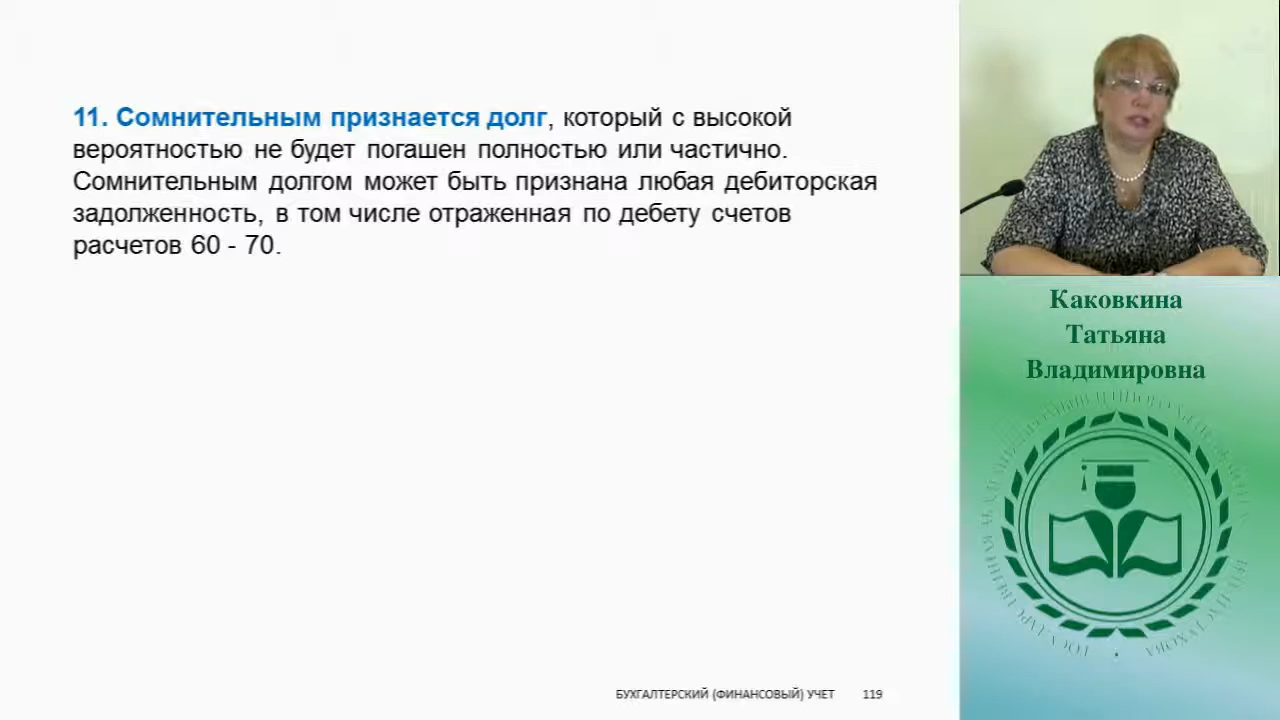 11. Сомнительным признается долг, который с высокой
вероятностью не будет погашен полностью или частично.
Сомнительным долгом может быть признана любая дебиторская
задолженность, в том числе отраженная по дебету счетов
расчетов 60 - 70.
Каковкина
Татьяна
Владимировна
БУХГАЛТЕРСКИЙ (ФИНАНСОВЫЙ) УЧЕТ 119